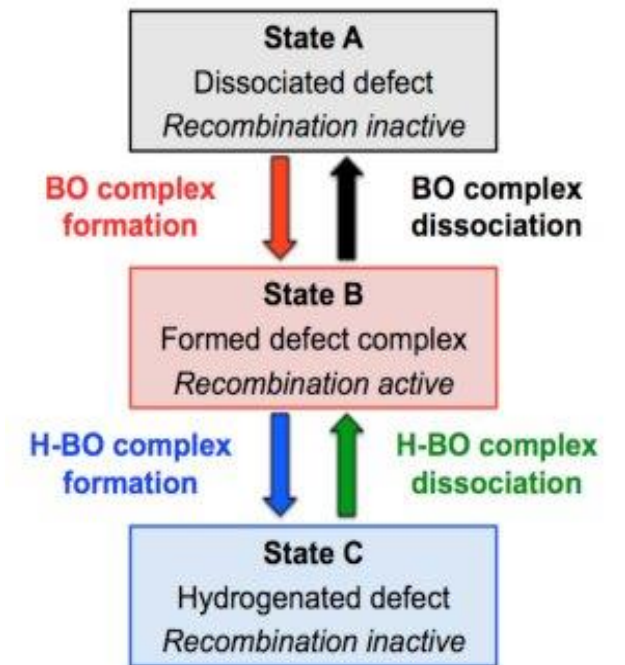 State A
Dissociated defect
Recombination inactive
BO complex
formation
BO complex
dissociation
State B
Formed defect complex
Recombination active
H-BO complex
formation
H-BO complex
dissociation
State C
Hydrogenated defect
Recombination inactive